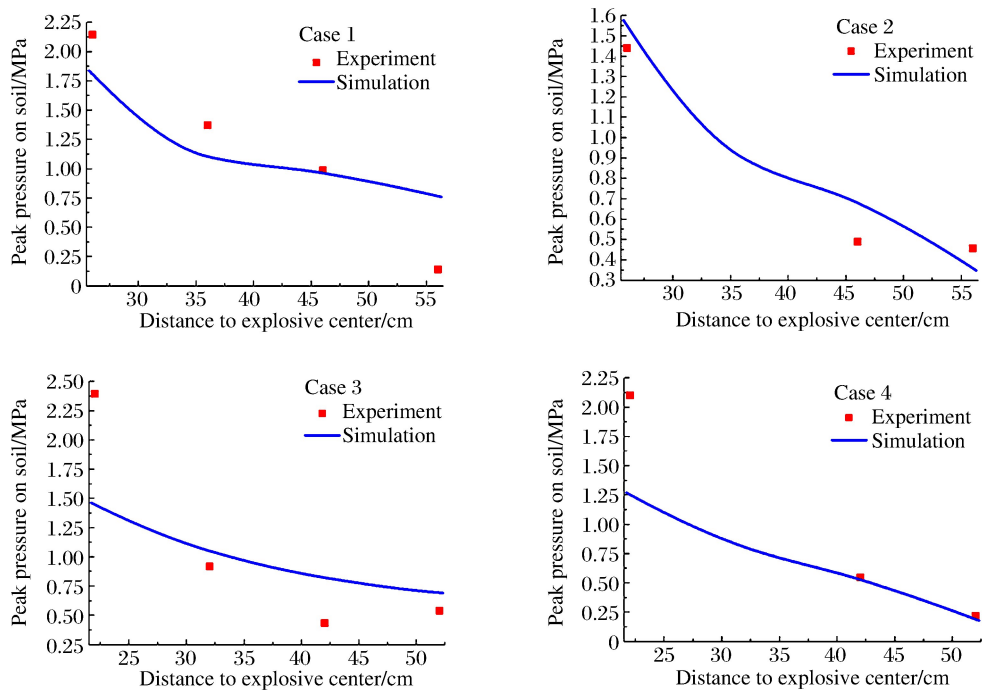 Case 1
Experiment
Simulation
2.25
2.00
1.75
1.50
1.25
1.00
0.75
0.50
0.25
0
30 35 40 45 50 55
Peak pressure on soil/MPa
Distance to explosive center/cm
Case 2
Experiment
Simulation
1.6
1.5
1.4
1.3
1.2
1.1
1.0
0.9
0.8
0.7
0.6
0.5
0.4
0.3
30 35 40 45 50 55
Peak pressure on soil/MPa
Distance to explosive center/cm
Case 3
Experiment
Simulation
2.50
2.25
2.00
1.75
1.50
1.25
1.00
0.75
0.50
0.25
25 30 35 40 45 50
Peak pressure on soil/MPa
Distance to explosive center/cm
Case 4
Experiment
Simulation
2.25
2.00
1.75
1.50
1.25
1.00
0.75
0.50
0.25
0
25 30 35 40 45 50
Peak pressure on soil/MPa
Distance to explosive center/cm